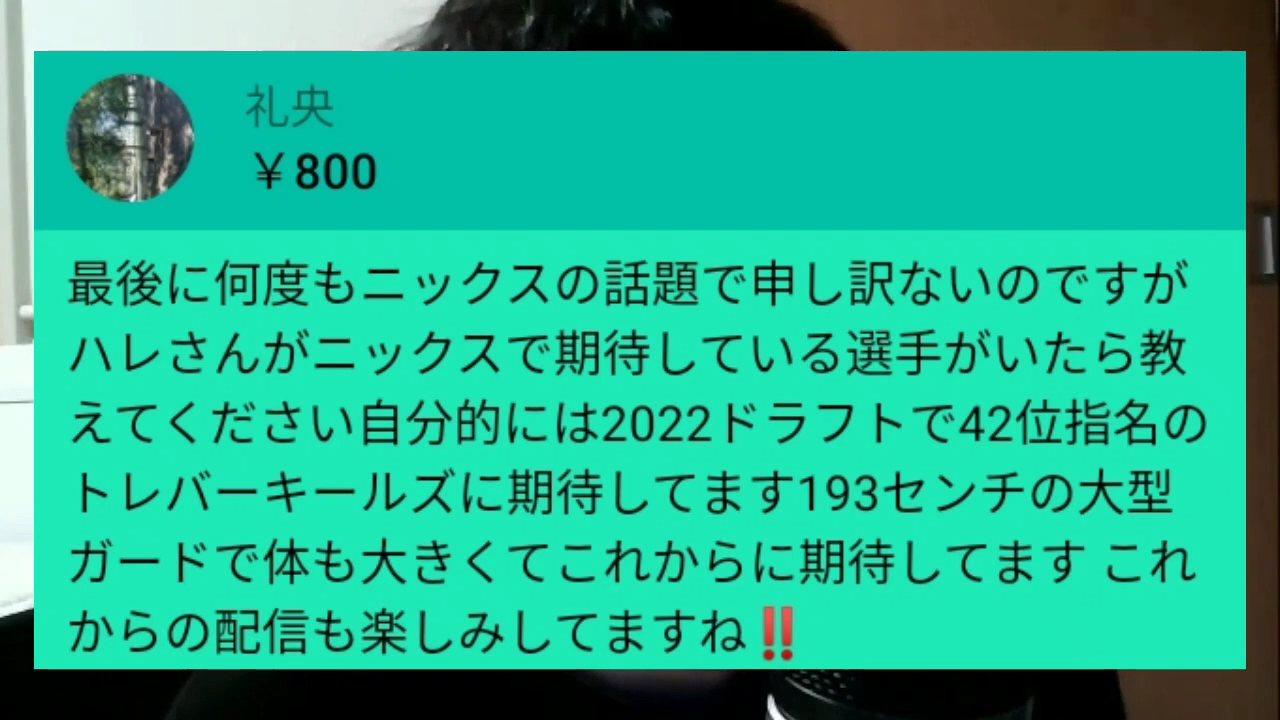 礼央
￥800
最後に何度もニックスの話題で申し訳ないのですが
ハレさんがニックスで期待している選手がいたら教
えてください自分的には2022ドラフトで42位指名の
トレバーキールズに期待してます193センチの大型
ガードで体も大きくてこれからに期待してます これ
からの配信も楽しみしてますね‼️